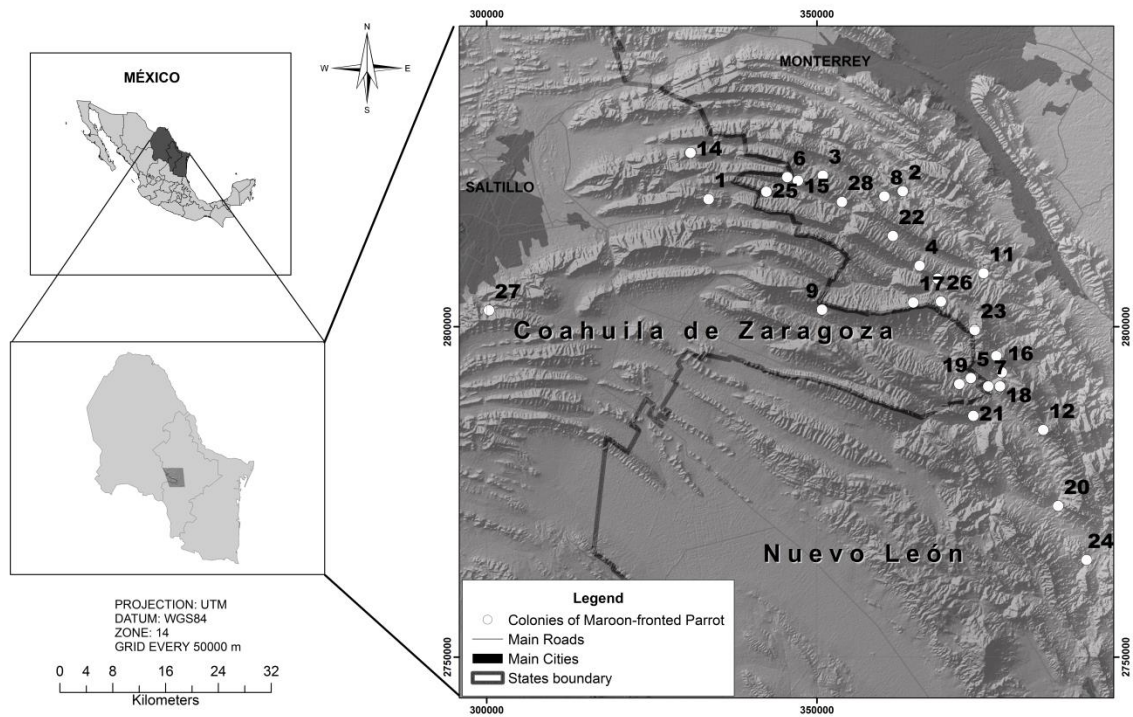 MÉXICO
N
W
E
S
PROJECTION: UTM
DATUM: WGS84
ZONE: 14
GRID EVERY 50000 m
0 4 8 16 24 32
Kilometers
300000
350000
MONTERREY
SALTILLO
14
6
3
1
25
15
28
8
2
22
4
11
27
9
17
26
2800000
2800000
Coahuila de Zaragoza
23
5
16
19
7
18
21
12
20
Nuevo León
24
Legend
Colonies of Maroon-fronted Parrot
Main Roads
Main Cities
States boundary
2750000
2750000
300000
350000